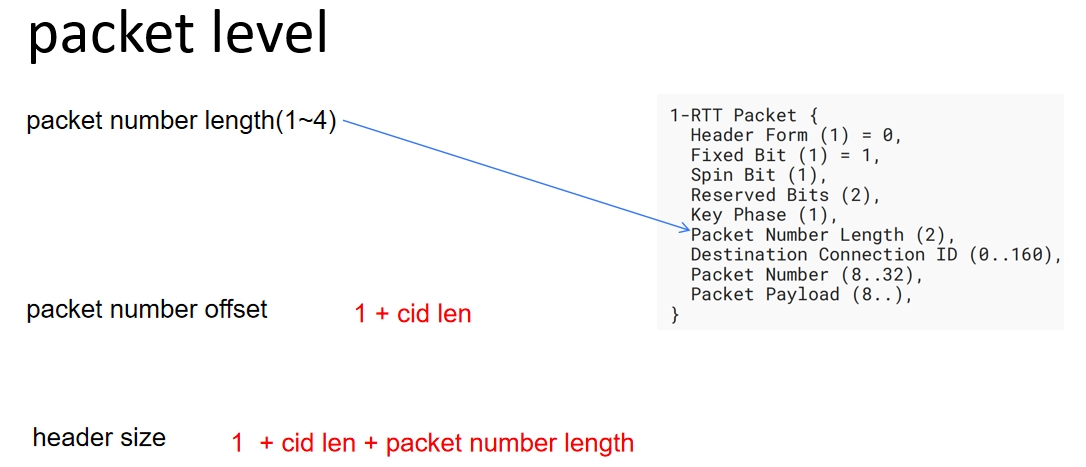 packet level
packet number length(1~4)
1-RTT Packet {
Header Form (1) = 0,
Fixed Bit (1) = 1,
Spin Bit (1),
Reserved Bits (2),
Key Phase (1),
Packet Number Length (2),
Destination Connection ID (0..160),
Packet Number (8..32),
Packet Payload (8..),
}
packet number offset 1 + cid len
header size 1 + cid len + packet number length